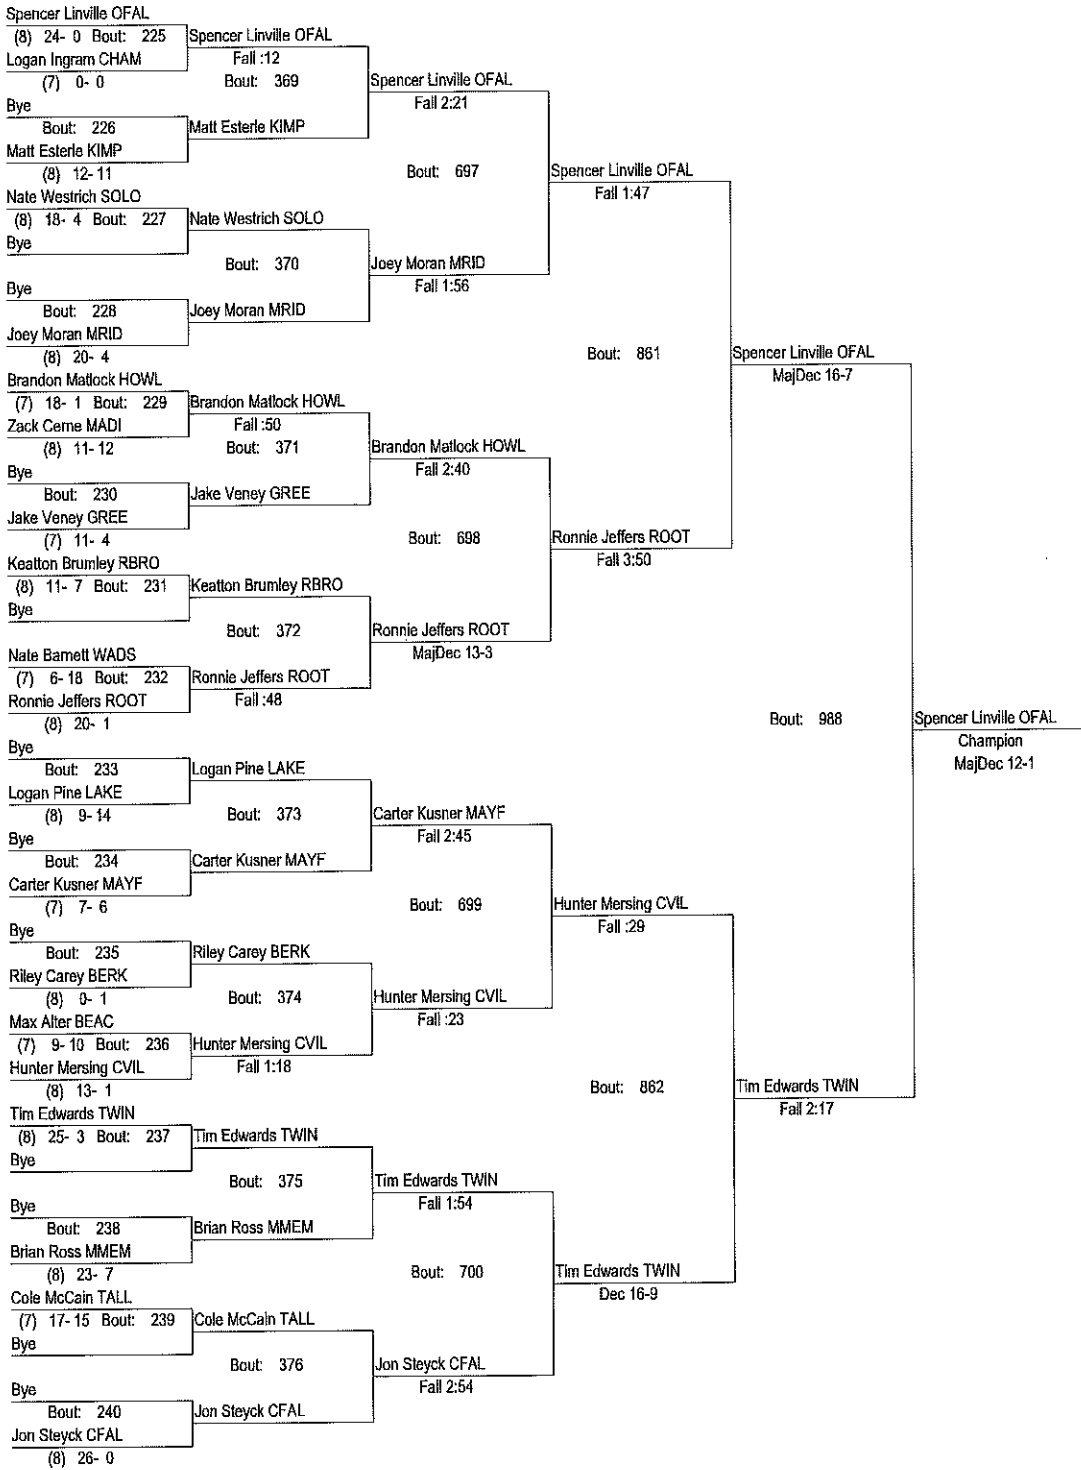 Spencer Linville OFAL
(8) 24- 0 Bout: 225
Logan Ingram CHAM
(7) 0- 0
Bye
Bout: 226
Matt Esterle KIMP
(8) 12- 11
Nate Westrich SOLO
(8) 18- 4 Bout: 227
Bye
Bye
Bout: 228
Joey Moran MRID
(8) 20- 4
Brandon Matlock HOWL
(7) 18- 1 Bout: 229
Zack Cerne MADI
(8) 11- 12
Bye
Bout: 230
Jake Veney GREE
(7) 11- 4
Keatton Brumley RBRO
(8) 11- 7 Bout: 231
Bye
Nate Barnett WADS
(7) 6- 18 Bout: 232
Ronnie Jeffers ROOT
(8) 20- 1
Bye
Bout: 233
Logan Pine LAKE
(8) 9- 14
Bye
Bout: 234
Carter Kusner MAYF
(7) 7- 6
Bye
Bout: 235
Riley Carey BERK
(8) 0- 1
Max Alter BEAC
(7) 9- 10 Bout: 236
Hunter Mersing CVIL
(8) 13- 1
Tim Edwards TWIN
(8) 25- 3 Bout: 237
Bye
Bye
Bout: 238
Brian Ross MMEM
(8) 23- 7
Cole McCain TALL
(7) 17- 15 Bout: 239
Bye
Bye
Bout: 240
Jon Steyck CFAL
(8) 26- 0
Spencer Linville OFAL
Fall :12
Bout: 369
Matt Esterle KIMP
Nate Westrich SOLO
Bout: 370
Joey Moran MRID
Brandon Matlock HOWL
Fall :50
Bout: 371
Jake Veney GREE
Keatton Brumley RBRO
Bout: 372
Ronnie Jeffers ROOT
Fall :48
Logan Pine LAKE
Bout: 373
Carter Kusner MAYF
Riley Carey BERK
Bout: 374
Hunter Mersing CVIL
Fall 1:18
Tim Edwards TWIN
Bout: 375
Brian Ross MMEM
Cole McCain TALL
Bout: 376
Jon Steyck CFAL
Spencer Linville OFAL
Fall 2:21
Bout: 697
Joey Moran MRID
Fall 1:56
Brandon Matlock HOWL
Fall 2:40
Bout: 698
Ronnie Jeffers ROOT
MajDec 13-3
Carter Kusner MAYF
Fall 2:45
Bout: 699
Hunter Mersing CVIL
Fall :23
Tim Edwards TWIN
Fall 1:54
Bout: 700
Jon Steyck CFAL
Fall 2:54
Spencer Linville OFAL
Fall 1:47
Bout: 861
Ronnie Jeffers ROOT
Fall 3:50
Hunter Mersing CVIL
Fall :29
Bout: 862
Tim Edwards TWIN
Dec 16-9
Spencer Linville OFAL
MajDec 16-7
Bout: 988
Tim Edwards TWIN
Fall 2:17
Spencer Linville OFAL
Champion
MajDec 12-1